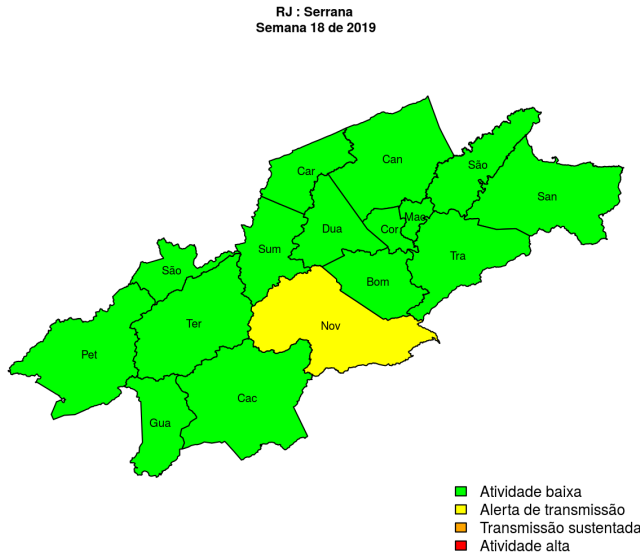 RJ : Serrana
Semana 18 de 2019
Can
São
Car
San
Mac
Dua
Cor
Sum
Tra
São
Bom
Ter
Nov
Pet
Cac
Gua
Atividade baixa
Alerta de transmissão
Transmissão sustentada
Atividade alta